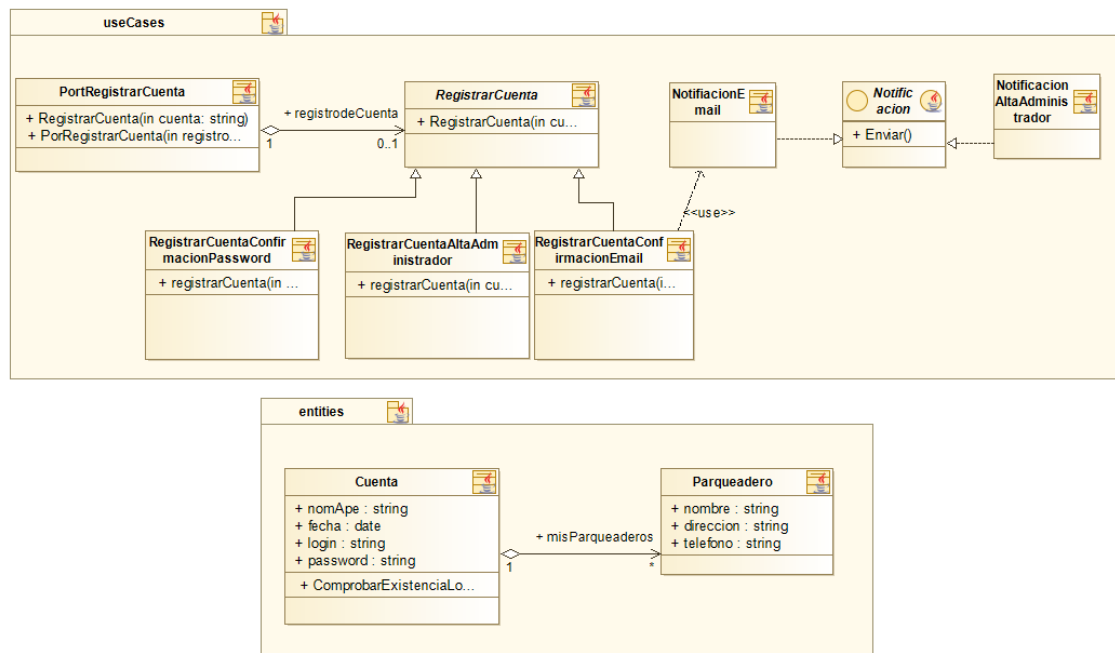 useCases
PortRegistrarCuenta
+ RegistrarCuenta(in cuenta: string)
+ PorRegistrarCuenta(in registro...
+ registrodeCuenta
1
0..1
RegistrarCuenta
+ RegistrarCuenta(in cu...
NotifiacionE
mail
Notific
acion
+ Enviar()
Notificacion
AltaAdminis
trador
<<use>>
RegistrarCuentaConfir
macionPassword
+ registrarCuenta(in ...
RegistrarCuentaAltaAdm
inistrador
+ registrarCuenta(in cu...
RegistrarCuentaConf
irmacionEmail
+ registrarCuenta(i...
entities
Cuenta
+ nomApe : string
+ fecha : date
+ login : string
+ password : string
+ ComprobarExistenciaLo...
+ misParqueaderos
1
*
Parqueadero
+ nombre : string
+ direccion : string
+ telefono : string